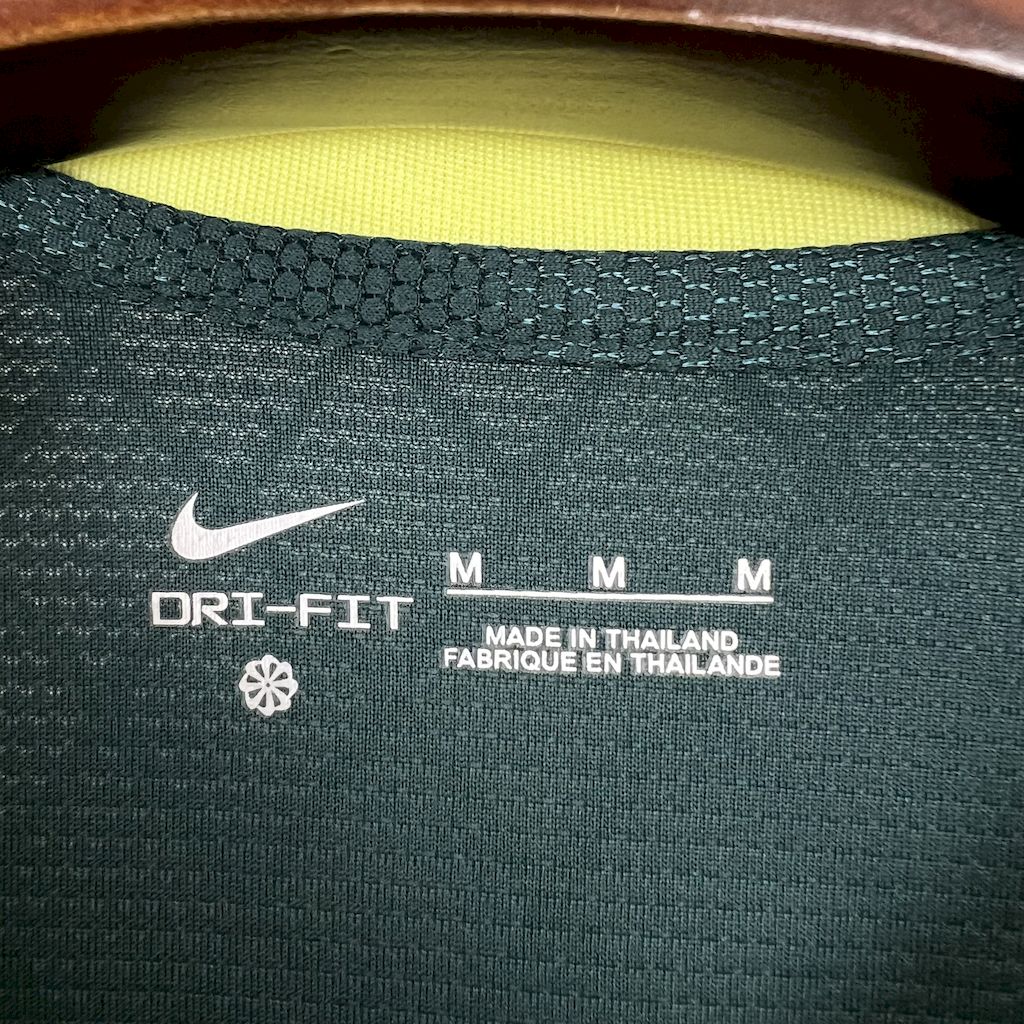 DRI-FIT
M M M
MADE IN THAILAND
FABRIQUE EN THAILANDE